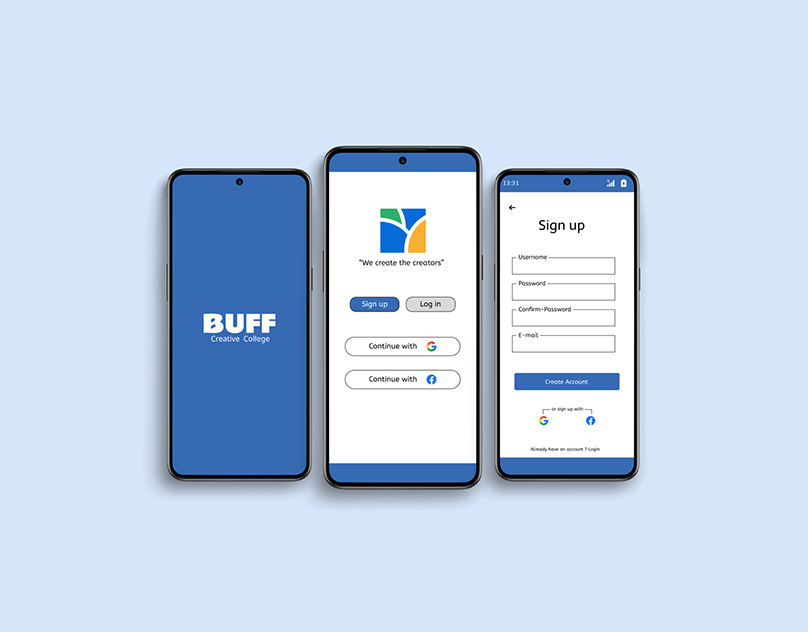 BUFF
Creative College
"We create the creators"
Sign up
Log in
Continue with
Continue with
13:31
Sign up
Username
Password
Confirm-Password
E-mail
Create Account
or sign up with
Already have an account ? Login